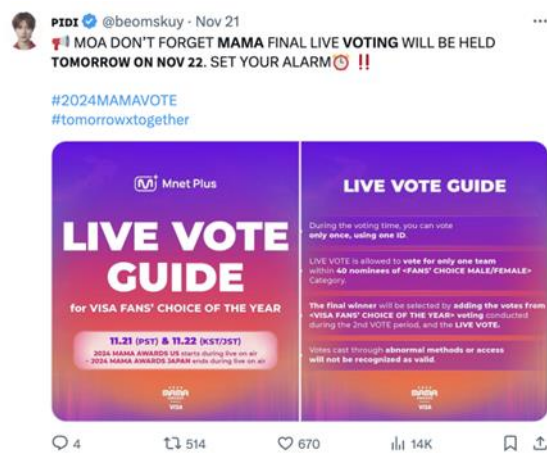 PIDI @beomskuy · Nov 21
MOA DON'T FORGET MAMA FINAL LIVE VOTING WILL BE HELD
TOMORROW ON NOV 22. SET YOUR ALARM⏰ ‼️
#2024MAMAVOTE
#tomorrowxtogether
Mnet Plus
LIVE VOTE
GUIDE
for VISA FANS' CHOICE OF THE YEAR
11.21 (PST) & 11.22 (KST/JST)
2024 MAMA AWARDS US starts during live on air
~ 2024 MAMA AWARDS JAPAN ends during live on air
MAMA
VISA
LIVE VOTE GUIDE
During the voting time, you can vote
only once, using one ID.
LIVE VOTE is allowed to vote for only one team
within 40 nominees of <FANS' CHOICE MALE/FEMALE>
Category.
The final winner will be selected by adding the votes from
<VISA FANS' CHOICE OF THE YEAR> voting conducted
during the 2nd VOTE period, and the LIVE VOTE.
Votes cast through abnormal methods or access
will not be recognized as valid.
MAMA
VISA
4 514 670 14K